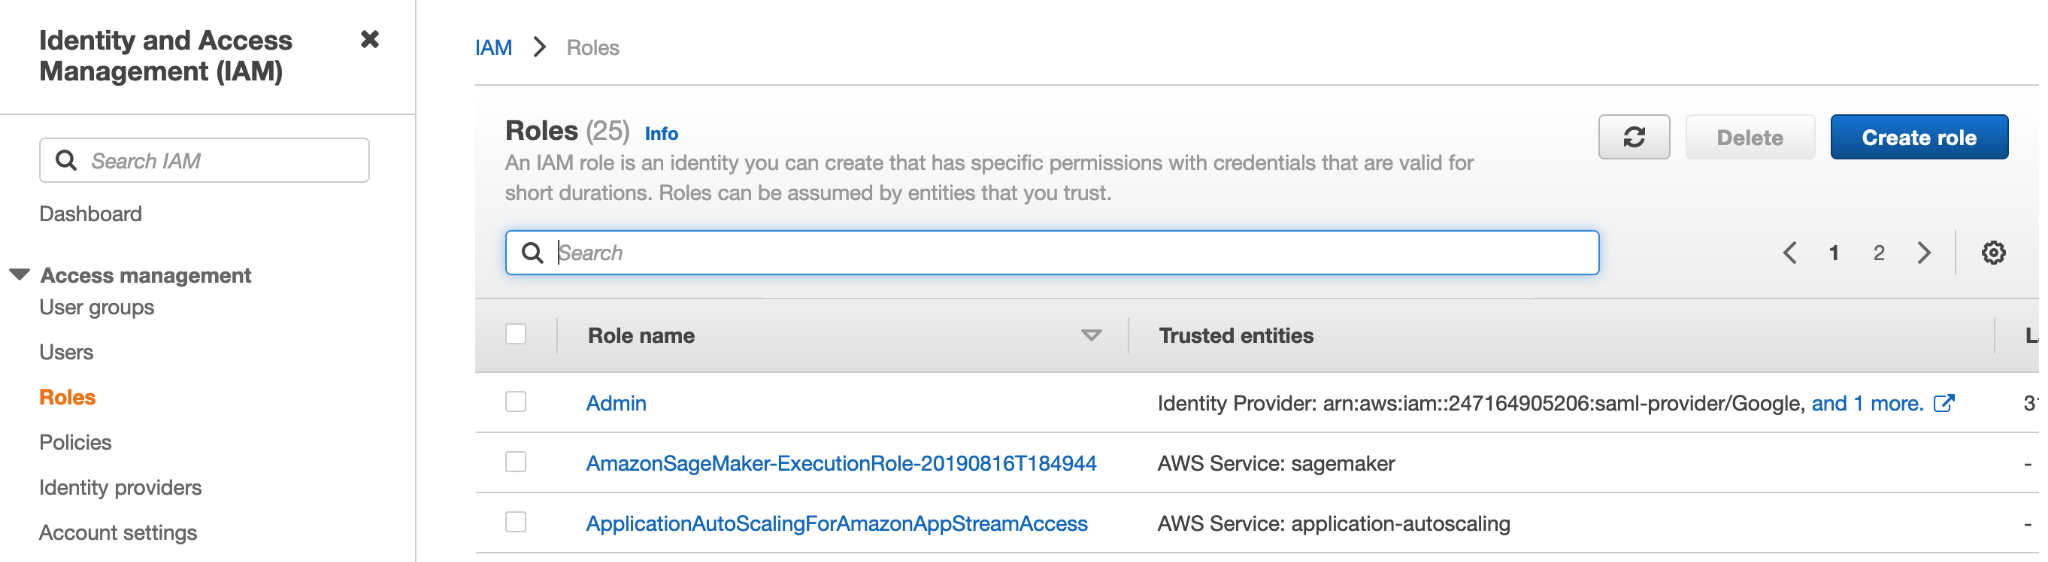 Identity and Access
Management (IAM)
Search IAM
Dashboard
Access management
User groups
Users
Roles
Policies
Identity providers
Account settings
IAM > Roles
Roles (25) Info
An IAM role is an identity you can create that has specific permissions with credentials that are valid for
short durations. Roles can be assumed by entities that you trust.
Delete
Create role
Search
1 2
Role name Trusted entities
Admin Identity Provider: arn:aws:iam::247164905206:saml-provider/Google, and 1 more.
AmazonSageMaker-ExecutionRole-20190816T184944 AWS Service: sagemaker -
ApplicationAutoScalingForAmazonAppStreamAccess AWS Service: application-autoscaling -